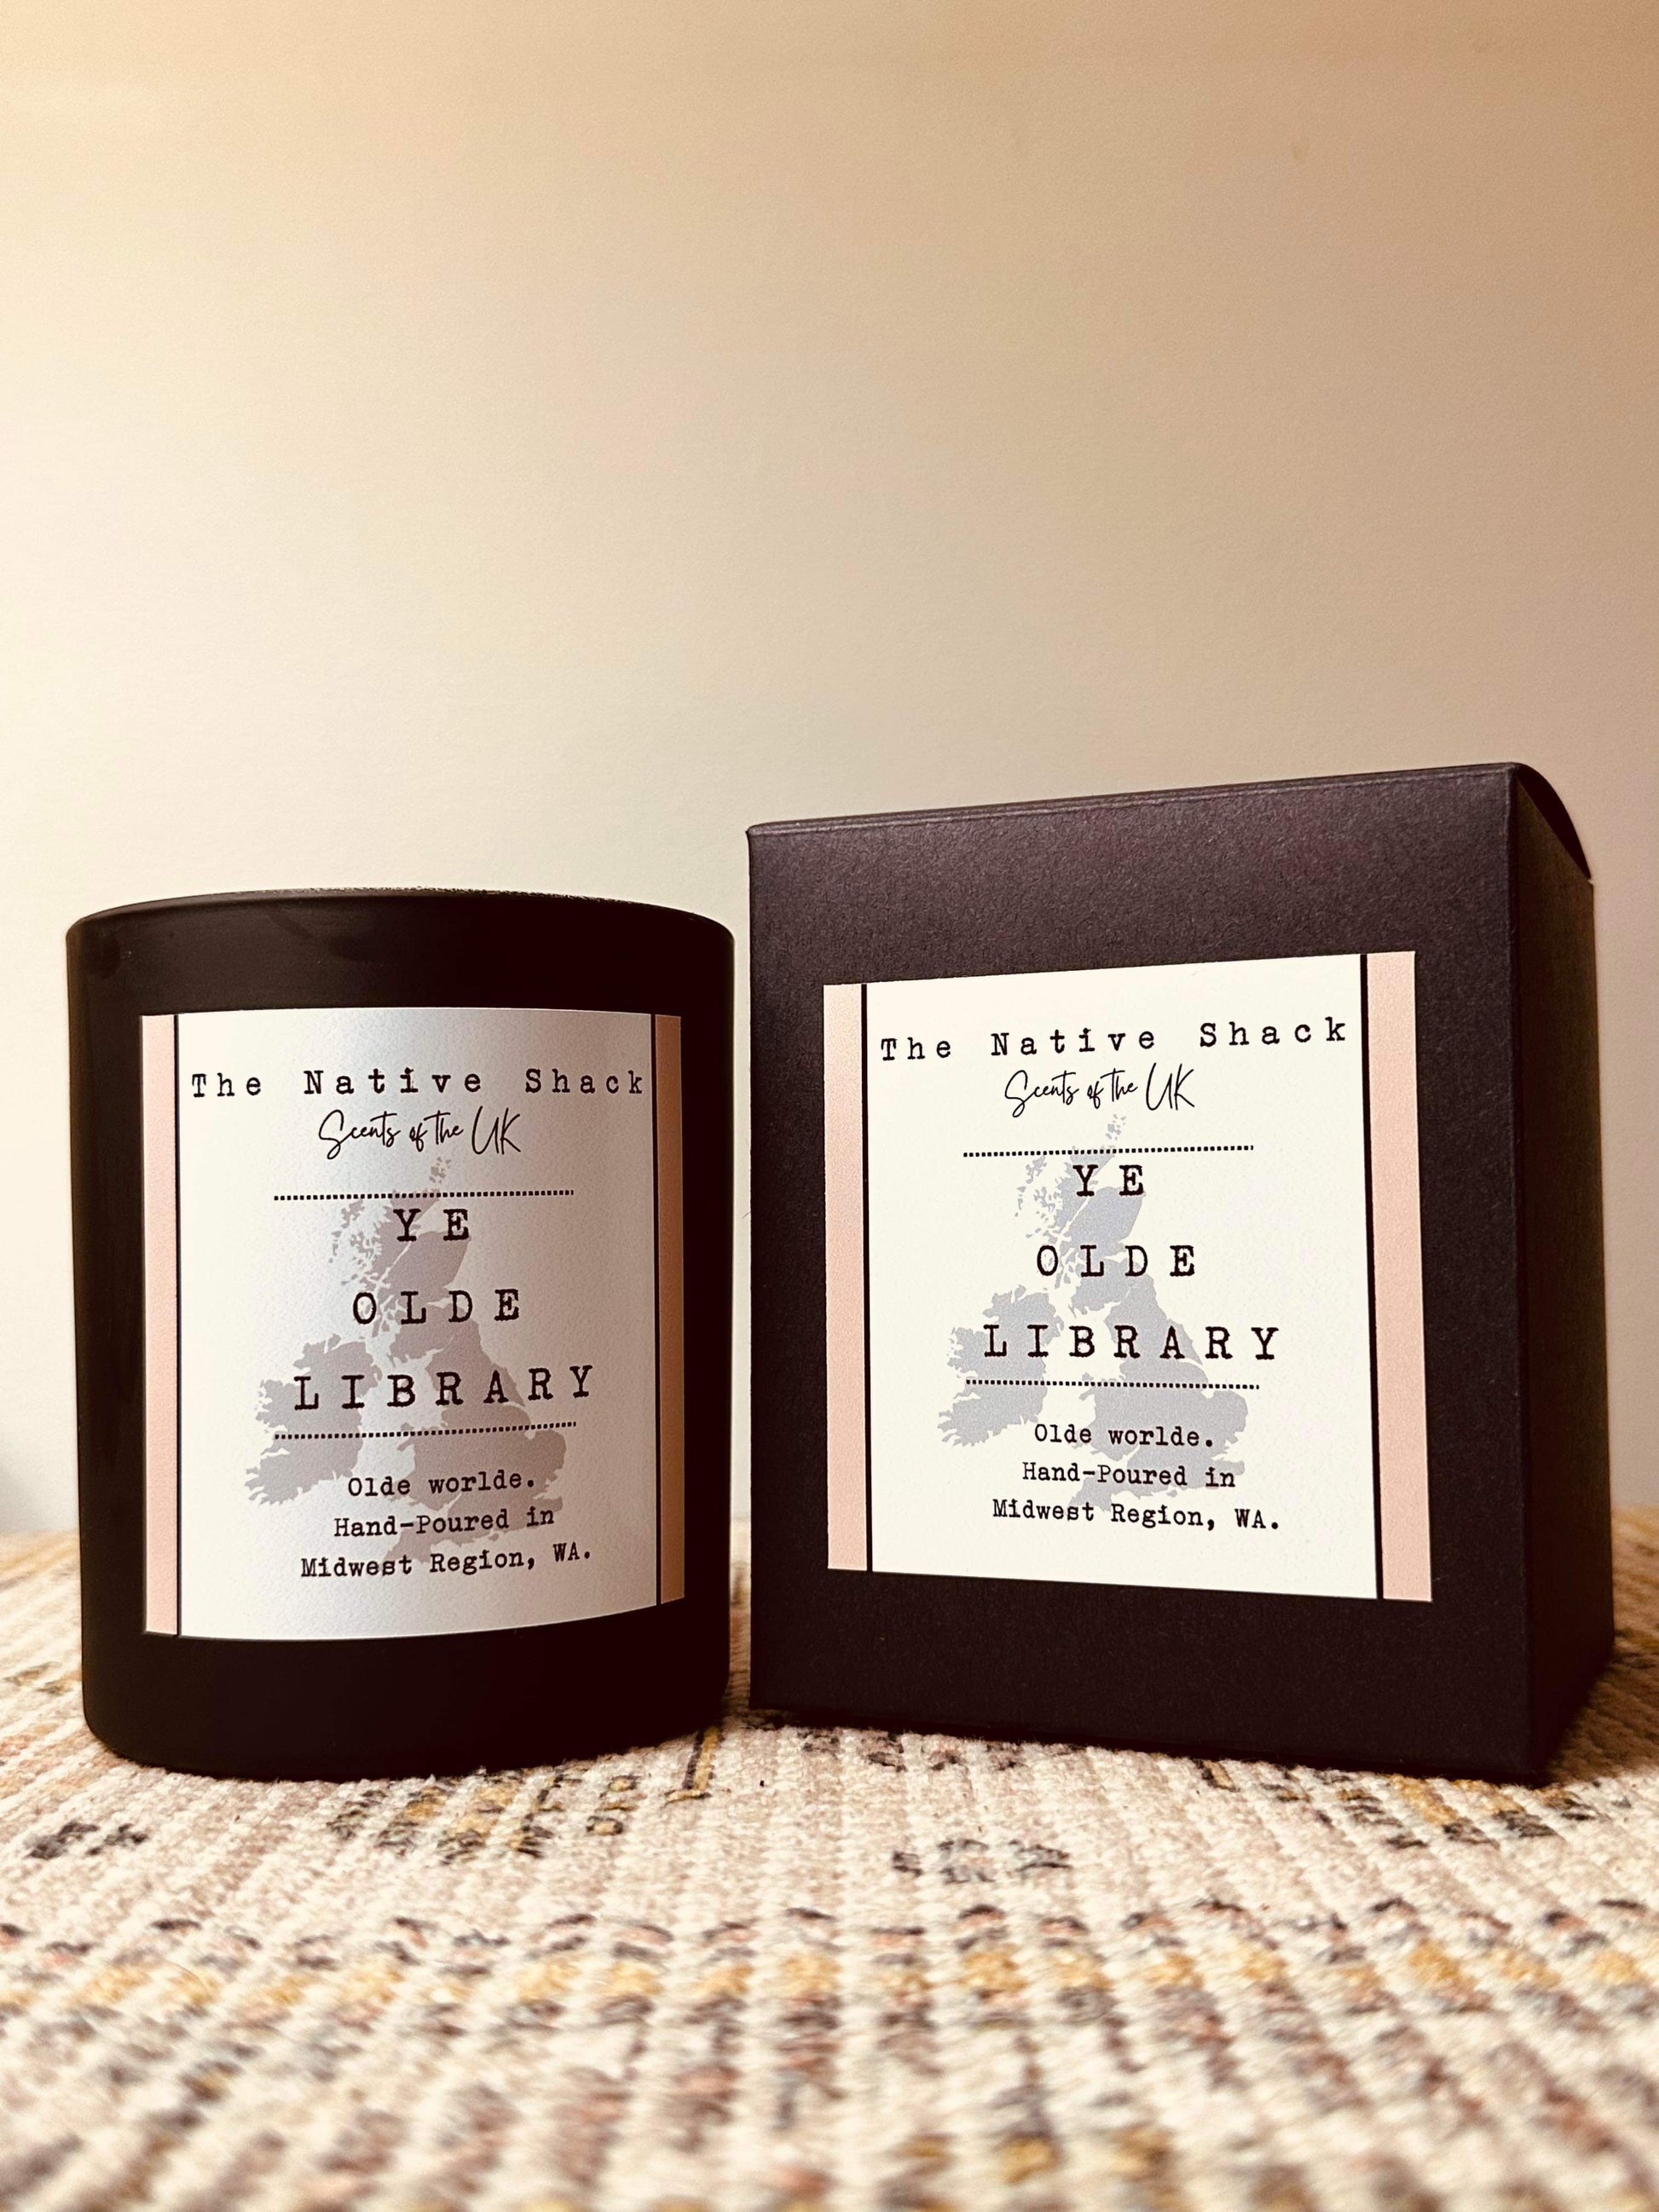 The Native Shack
Scents of the UK
YE
OLDE
LIBRARY
Olde worlde.
Hand-Poured in
Midwest Region, WA.
The Native Shack
Scents of the UK
YE
OLDE
LIBRARY
Olde worlde.
Hand-Poured in
Midwest Region, WA.